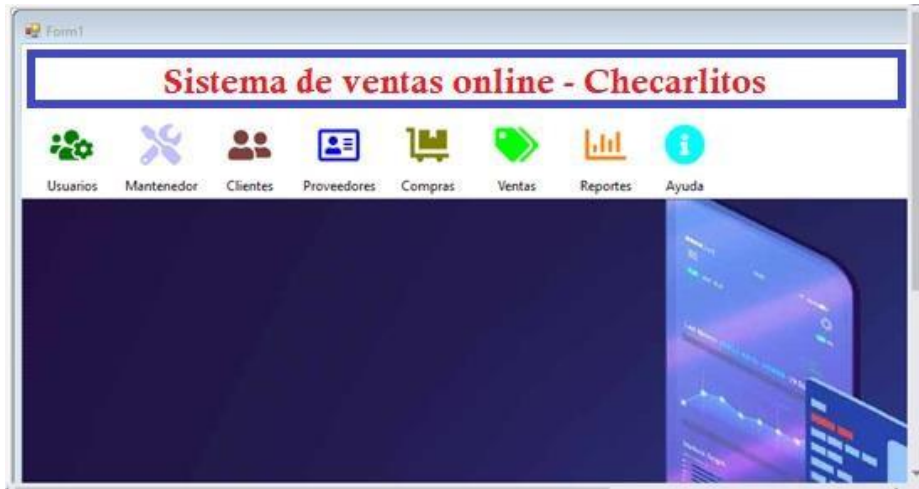 Form1
Sistema de ventas online - Checarlitos
Usuarios Mantenedor Clientes Proveedores Compras Ventas Reportes Ayuda